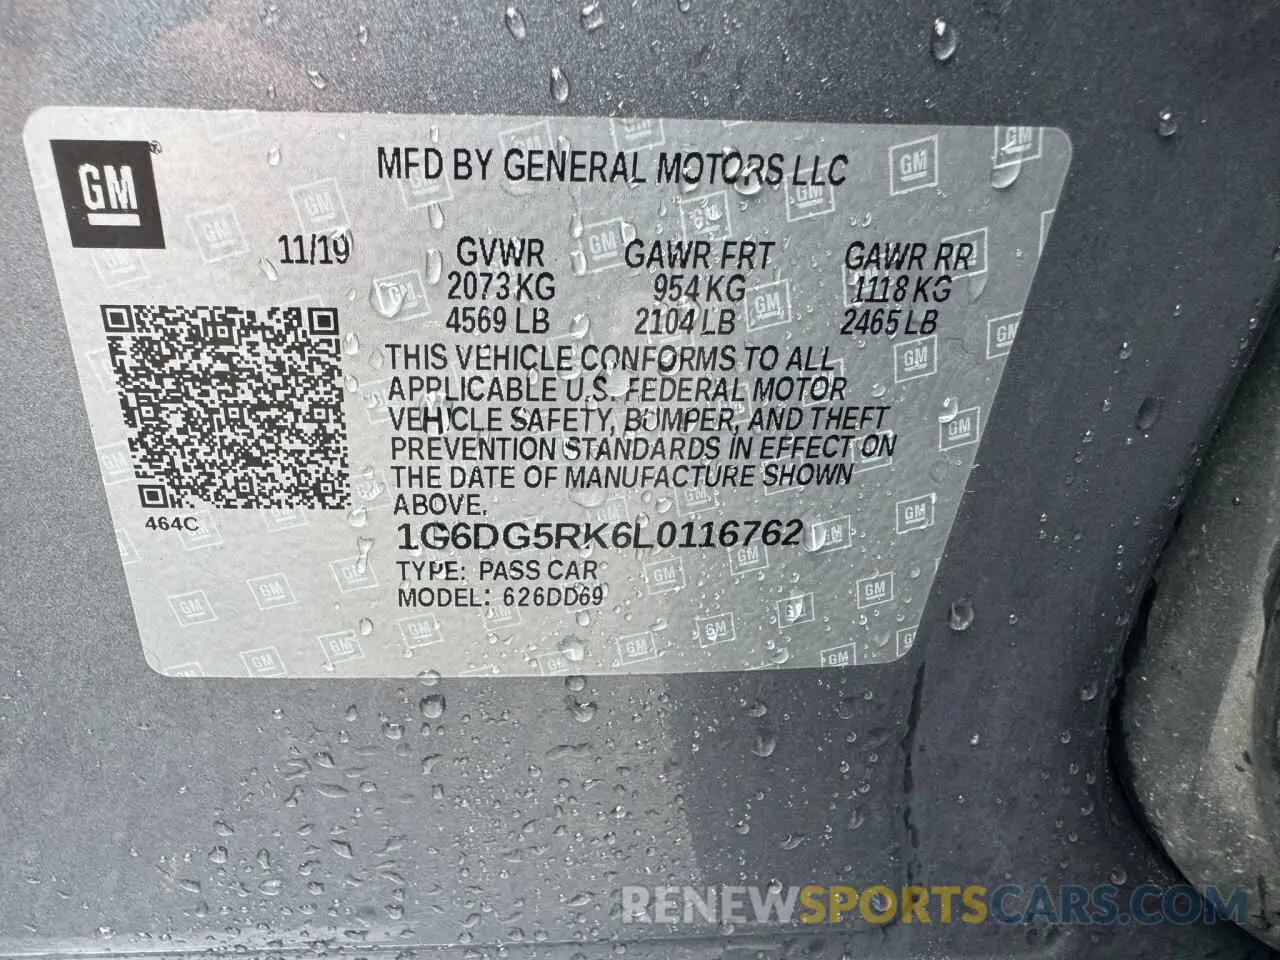 GM
MFD BY GENERAL MOTORS LLC
11/19
GVWR
2073 KG
4569 LB
GAWR FRT
954 KG
2104 LB
GAWR RR
1118 KG
2465 LB
THIS VEHICLE CONFORMS TO ALL
APPLICABLE U.S. FEDERAL MOTOR
VEHICLE SAFETY, BUMPER, AND THEFT
PREVENTION STANDARDS IN EFFECT ON
THE DATE OF MANUFACTURE SHOWN
ABOVE.
464C
1G6DG5RK6L0116762
TYPE: PASS CAR
MODEL: 626DD69
RENEWSPORTSCARS.COM